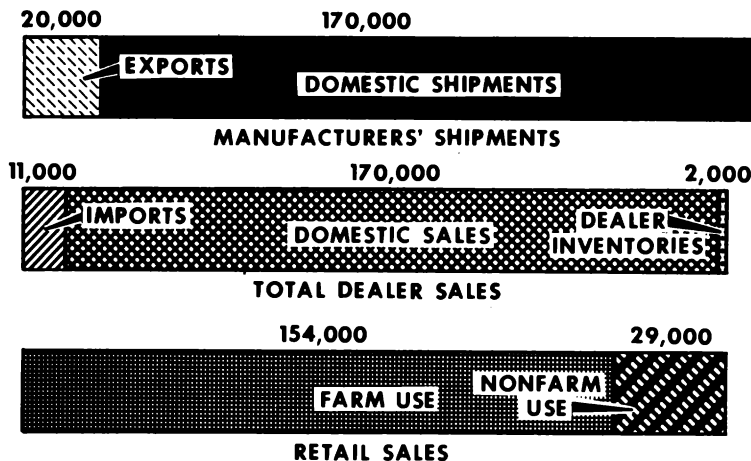 20,000 170,000
EXPORTS
DOMESTIC SHIPMENTS
MANUFACTURERS' SHIPMENTS
11,000 170,000 2,000
IMPORTS
DOMESTIC SALES
DEALER
INVENTORIES
TOTAL DEALER SALES
154,000 29,000
FARM USE
NONFARM
USE
RETAIL SALES